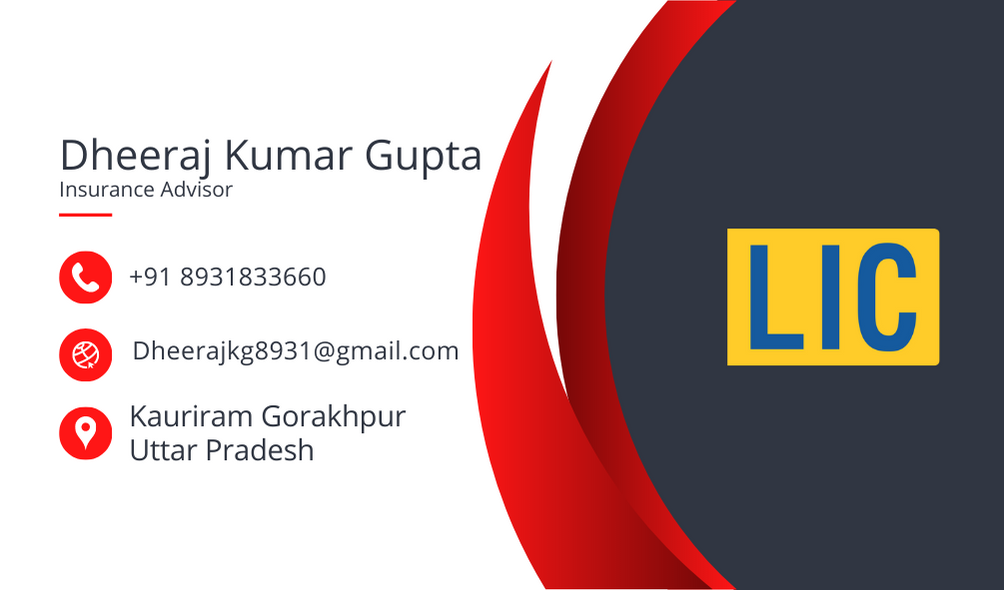 Dheeraj Kumar Gupta
Insurance Advisor
+91 8931833660
Dheerajkg8931@gmail.com
Kauriram Gorakhpur
Uttar Pradesh
LIC